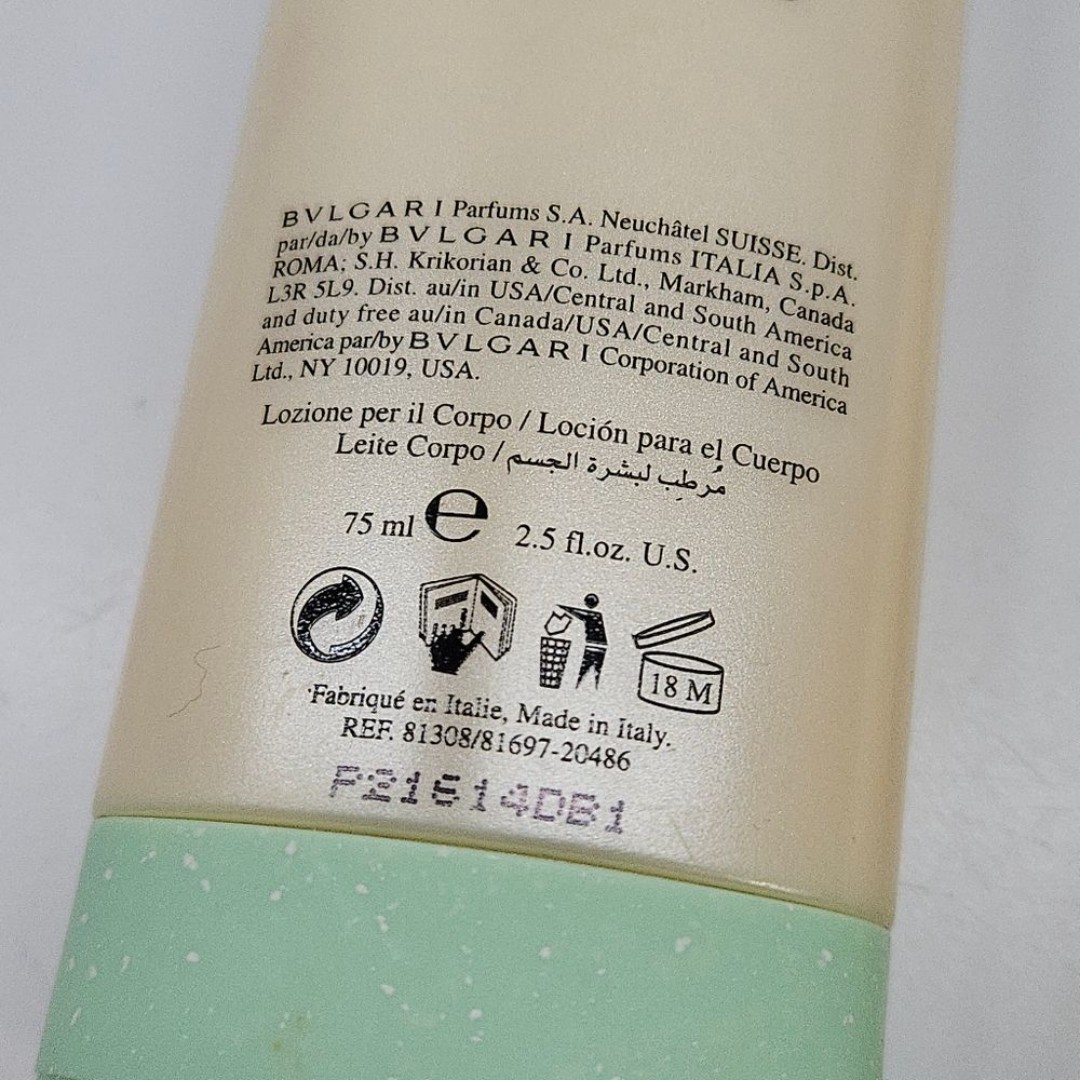 BVLGARI Parfums S.A. Neuchâtel SUISSE. Dist.
par/da/by BVLGARI Parfums ITALIA S.p.A.
ROMA; S.H. Krikorian & Co. Ltd., Markham, Canada
L3R 5L9. Dist. au/in USA/Central and South America
and duty free au/in Canada/USA/Central and South
America par/by BVLGARI Corporation of America
Ltd., NY 10019, USA.
Lozione per il Corpo / Loción para el Cuerpo
Leite Corpo / مُرطِب لبشرة الجسم
75 ml e 2.5 fl.oz. U.S.
18 M
Fabriqué en Italie, Made in Italy.
REF. 81308/81697-20486